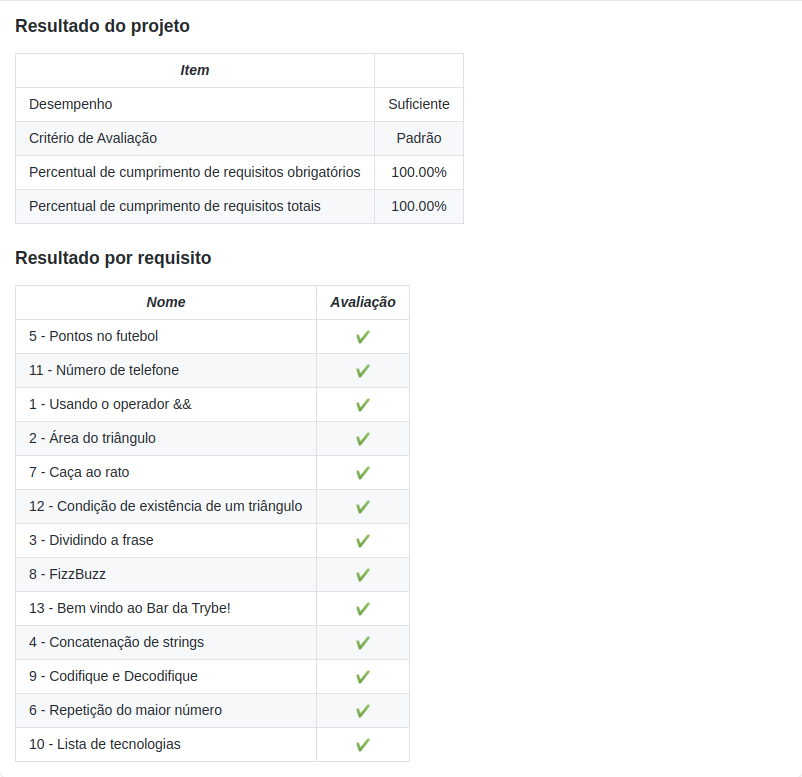 Resultado do projeto
Item
Desempenho Suficiente
Critério de Avaliação Padrão
Percentual de cumprimento de requisitos obrigatórios 100.00%
Percentual de cumprimento de requisitos totais 100.00%
Resultado por requisito
Nome Avaliação
5 - Pontos no futebol ✔
11 - Número de telefone ✔
1 - Usando o operador && ✔
2 - Área do triângulo ✔
7 - Caça ao rato ✔
12 - Condição de existência de um triângulo ✔
3 - Dividindo a frase ✔
8 - FizzBuzz ✔
13 - Bem vindo ao Bar da Trybe! ✔
4 - Concatenação de strings ✔
9 - Codifique e Decodifique ✔
6 - Repetição do maior número ✔
10 - Lista de tecnologias ✔